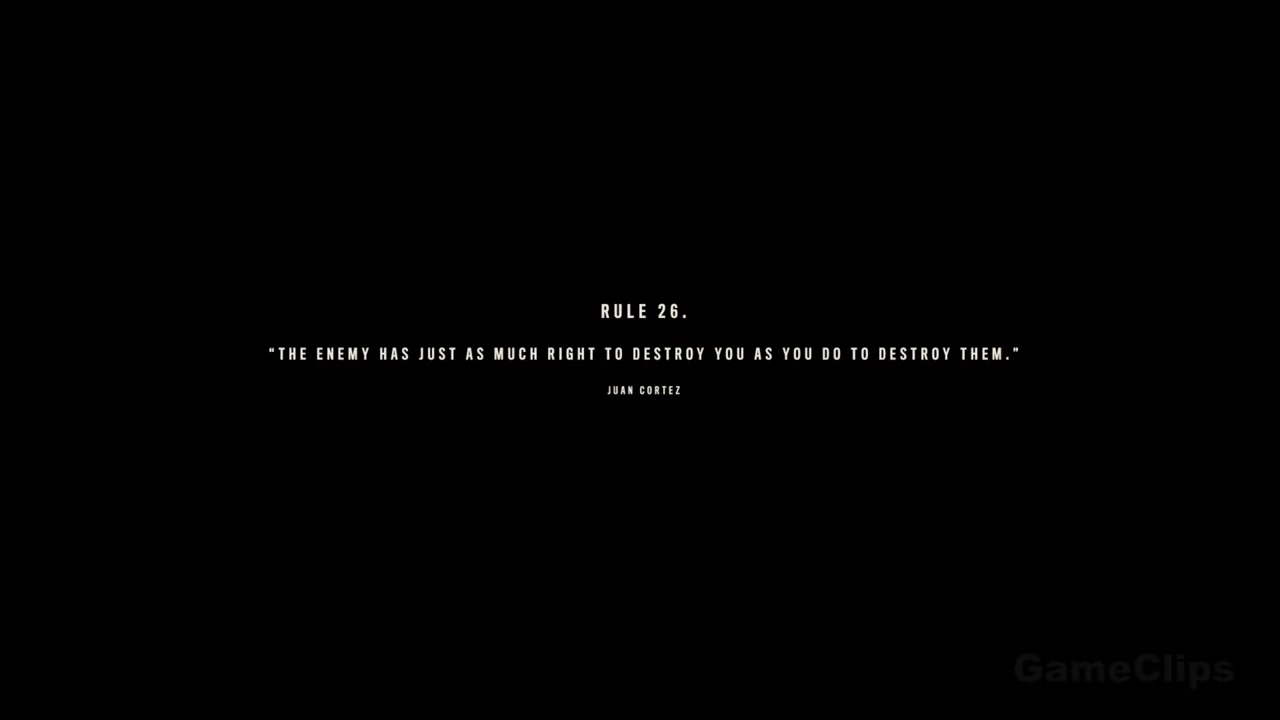 RULE 26.
“THE ENEMY HAS JUST AS MUCH RIGHT TO DESTROY YOU AS YOU DO TO DESTROY THEM.”
JUAN CORTEZ
GameClips